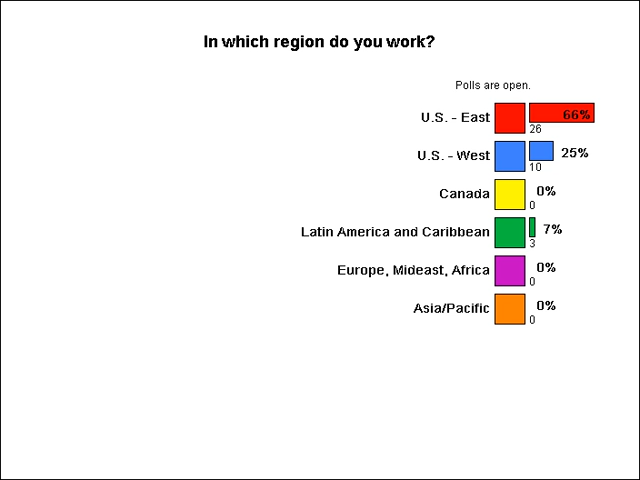 In which region do you work?
Polls are open.
U.S. - East 66%
26
U.S. - West 25%
10
Canada 0%
0
Latin America and Caribbean 7%
3
Europe, Mideast, Africa 0%
0
Asia/Pacific 0%
0